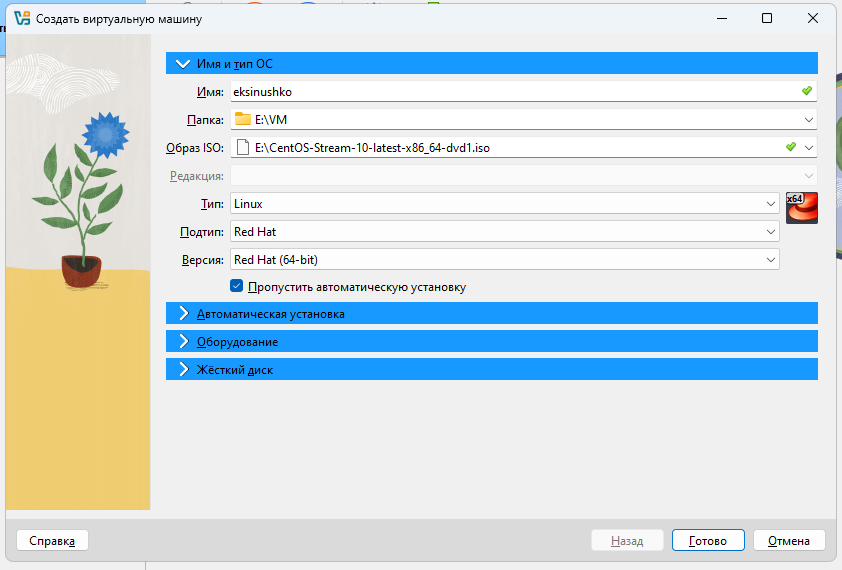 Создать виртуальную машину
Имя и тип ОС
Имя: eksinushko
Папка: E:\VM
Образ ISO: E:\CentOS-Stream-10-latest-x86_64-dvd1.iso
Редакция:
Тип: Linux
x64
Подтип: Red Hat
Версия: Red Hat (64-bit)
Пропустить автоматическую установку
Автоматическая установка
Оборудование
Жёсткий диск
Справка Назад Готово Отмена